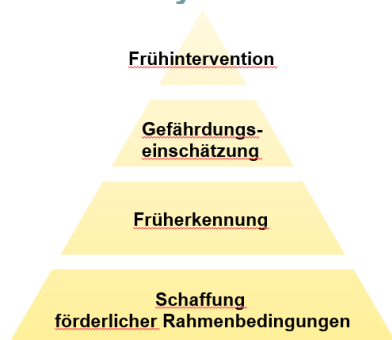 Frühintervention
Gefährdungs-
einschätzung
Früherkennung
Schaffung
förderlicher Rahmenbedingungen